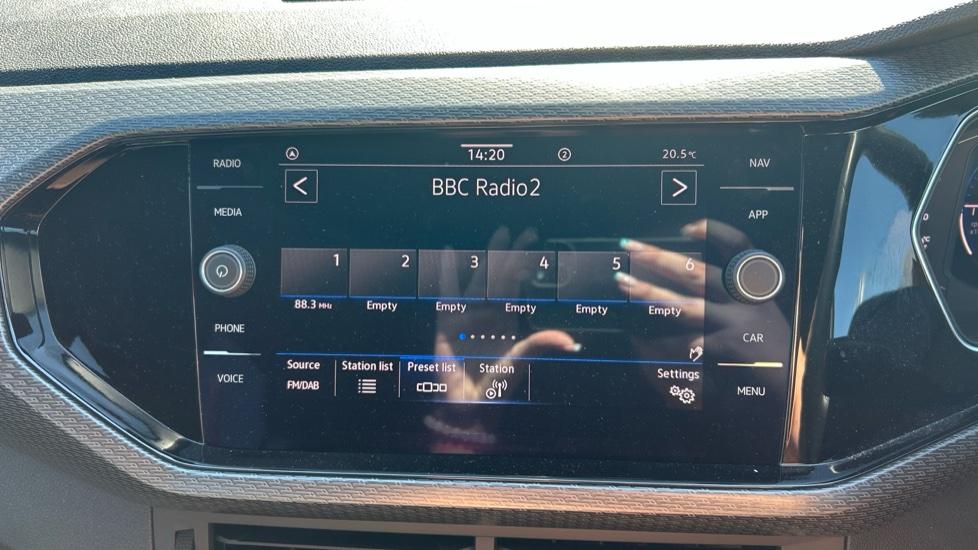 RADIO
14:20
2
20.5°C
NAV
BBC Radio2
MEDIA
APP
1
2
3
4
5
6
88.3 MHz
Empty
Empty
Empty
Empty
Empty
PHONE
CAR
Source
Station list
Preset list
Station
FM/DAB
Settings
VOICE
MENU